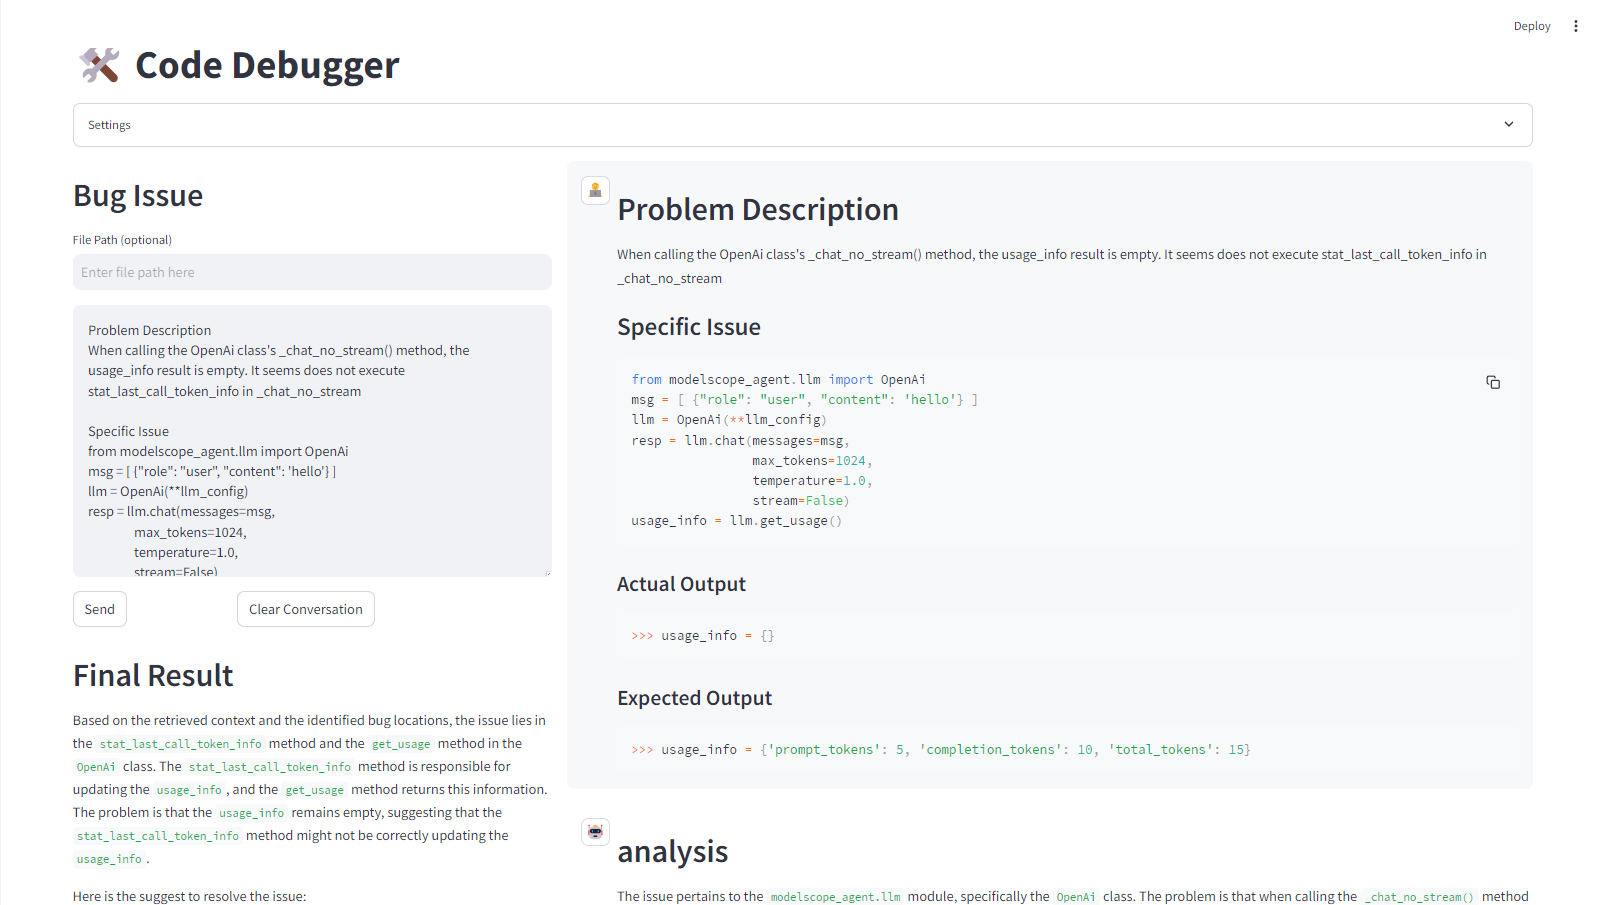 Deploy
Code Debugger
Settings
Bug Issue
File Path (optional)
Enter file path here
Problem Description
When calling the OpenAi class's _chat_no_stream() method, the
usage_info result is empty. It seems does not execute
stat_last_call_token_info in _chat_no_stream
Specific Issue
from modelscope_agent.llm import OpenAi
msg = [ {"role": "user", "content": 'hello'} ]
llm = OpenAi(**llm_config)
resp = llm.chat(messages=msg,
max_tokens=1024,
temperature=1.0,
stream=False)
Send
Clear Conversation
Final Result
Based on the retrieved context and the identified bug locations, the issue lies in
the stat_last_call_token_info method and the get_usage method in the
OpenAi class. The stat_last_call_token_info method is responsible for
updating the usage_info , and the get_usage method returns this information.
The problem is that the usage_info remains empty, suggesting that the
stat_last_call_token_info method might not be correctly updating the
usage_info .
Here is the suggest to resolve the issue:
Problem Description
When calling the OpenAi class's _chat_no_stream() method, the usage_info result is empty. It seems does not execute stat_last_call_token_info in
_chat_no_stream
Specific Issue
from modelscope_agent.llm import OpenAi
msg = [ {"role": "user", "content": 'hello'} ]
llm = OpenAi(**llm_config)
resp = llm.chat(messages=msg,
max_tokens=1024,
temperature=1.0,
stream=False)
usage_info = llm.get_usage()
Actual Output
>>> usage_info = {}
Expected Output
>>> usage_info = {'prompt_tokens': 5, 'completion_tokens': 10, 'total_tokens': 15}
analysis
The issue pertains to the modelscope_agent.llm module, specifically the OpenAi class. The problem is that when calling the _chat_no_stream() method